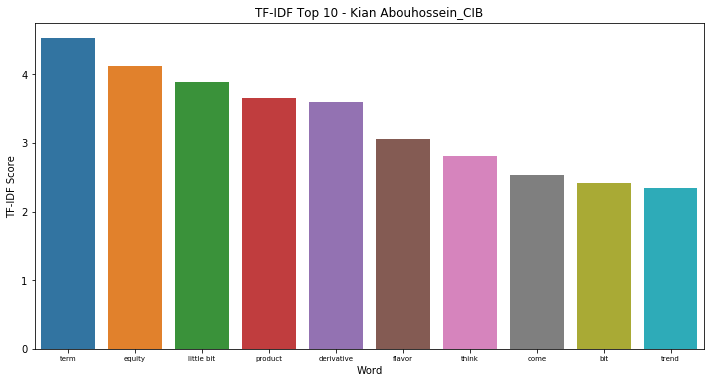 TF-IDF Top 10 - Kian Abouhossein_CIB
TF-IDF Score
4
3
2
1
0
term equity little bit product derivative flavor think come bit trend
Word